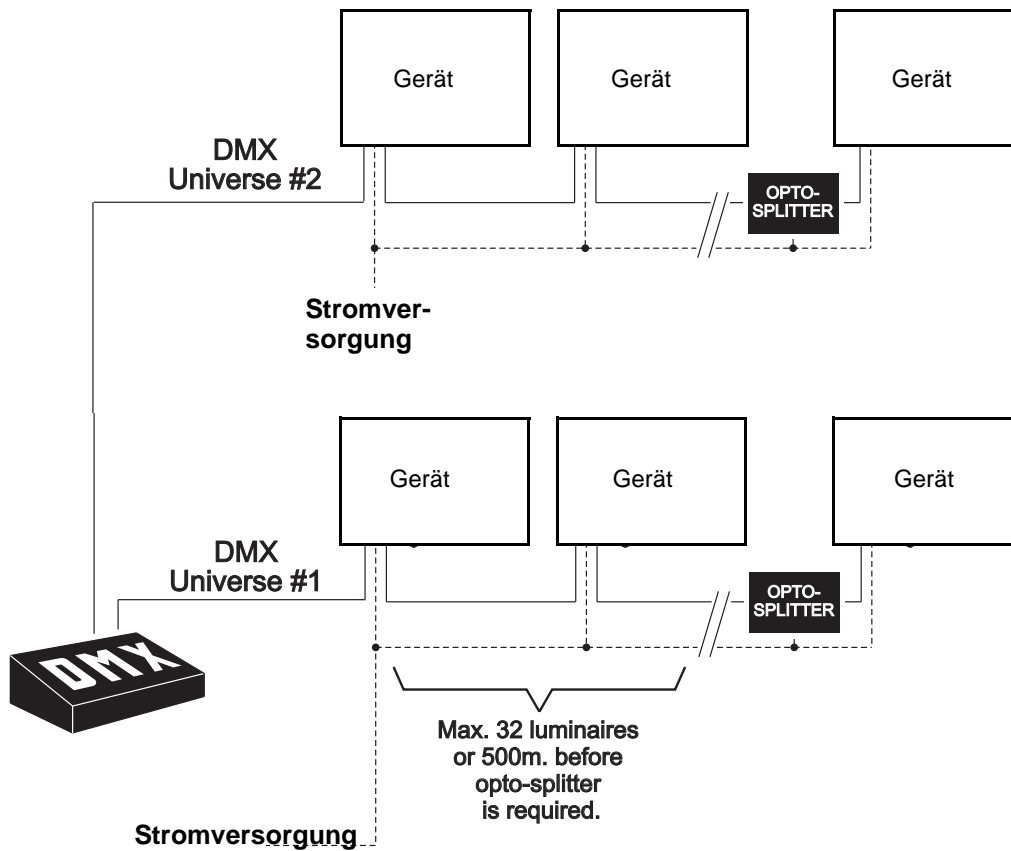 Gerät
Gerät
Gerät
DMX
Universe #2
OPTO-
SPLITTER
Stromver-
sorgung
Gerät
Gerät
Gerät
DMX
Universe #1
OPTO-
SPLITTER
DMX
Max. 32 luminaires
or 500m. before
opto-splitter
is required.
Stromversorgung